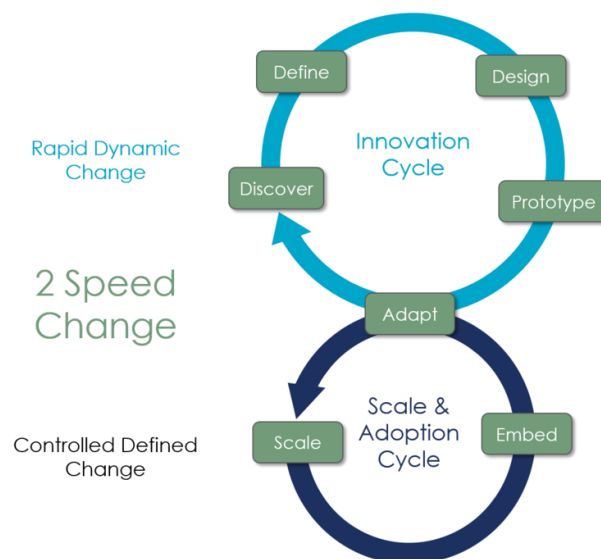 Define
Design
Rapid Dynamic
Change
Innovation
Cycle
Discover
Prototype
2 Speed
Change
Adapt
Controlled Defined
Change
Scale
Scale &
Adoption
Cycle
Embed